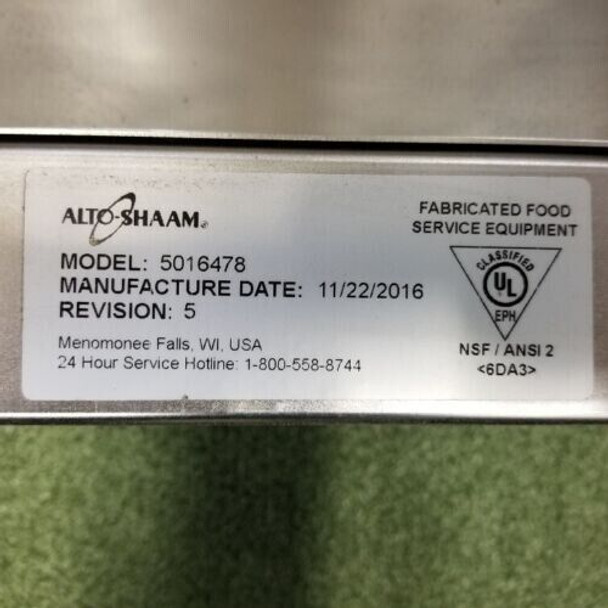 ALTO-SHAAM®
MODEL: 5016478
MANUFACTURE DATE: 11/22/2016
REVISION: 5
Menomonee Falls, WI, USA
24 Hour Service Hotline: 1-800-558-8744
FABRICATED FOOD
SERVICE EQUIPMENT
CLASSIFIED
UL
EPH
NSF / ANSI 2
<6DA3>